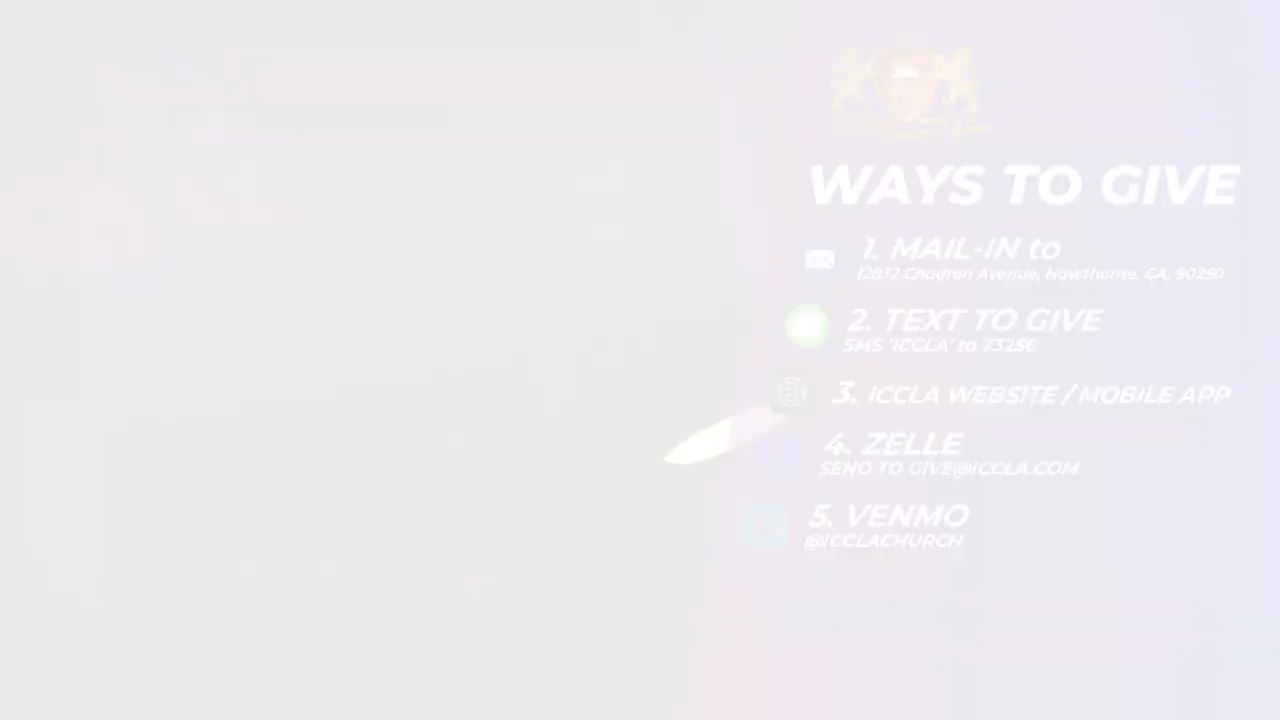 WAYS TO GIVE
1. MAIL-IN to
12832 Chadron Avenue, Hawthorne, CA, 90250
2. TEXT TO GIVE
SMS 'ICCLA' to 73256
3. ICCLA WEBSITE / MOBILE APP
4. ZELLE
SEND TO GIVE@ICCLA.COM
5. VENMO
@ICCLACHURCH